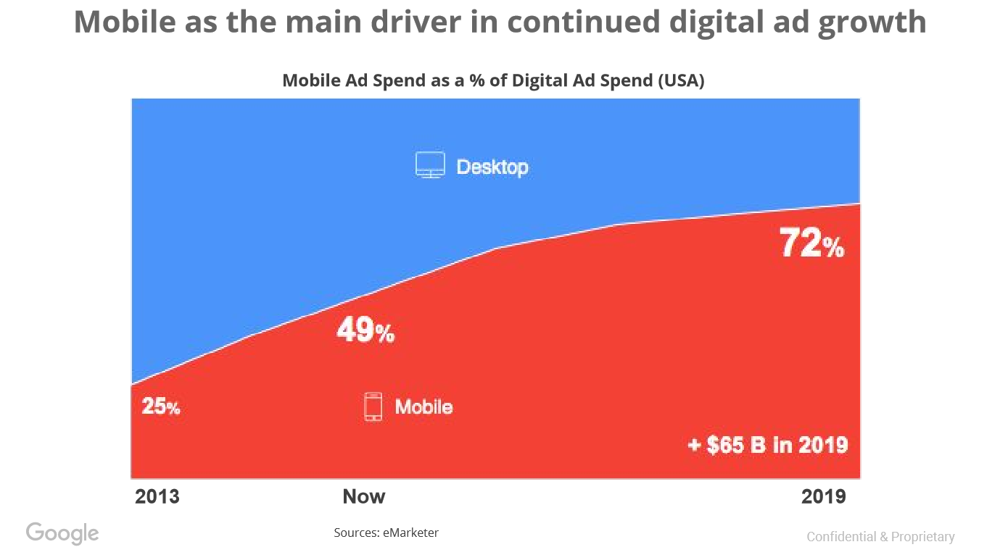 Mobile as the main driver in continued digital ad growth
Mobile Ad Spend as a % of Digital Ad Spend (USA)
Desktop
72%
49%
25%
Mobile
+ $65 B in 2019
2013 Now 2019
Google
Sources: eMarketer
Confidential & Proprietary